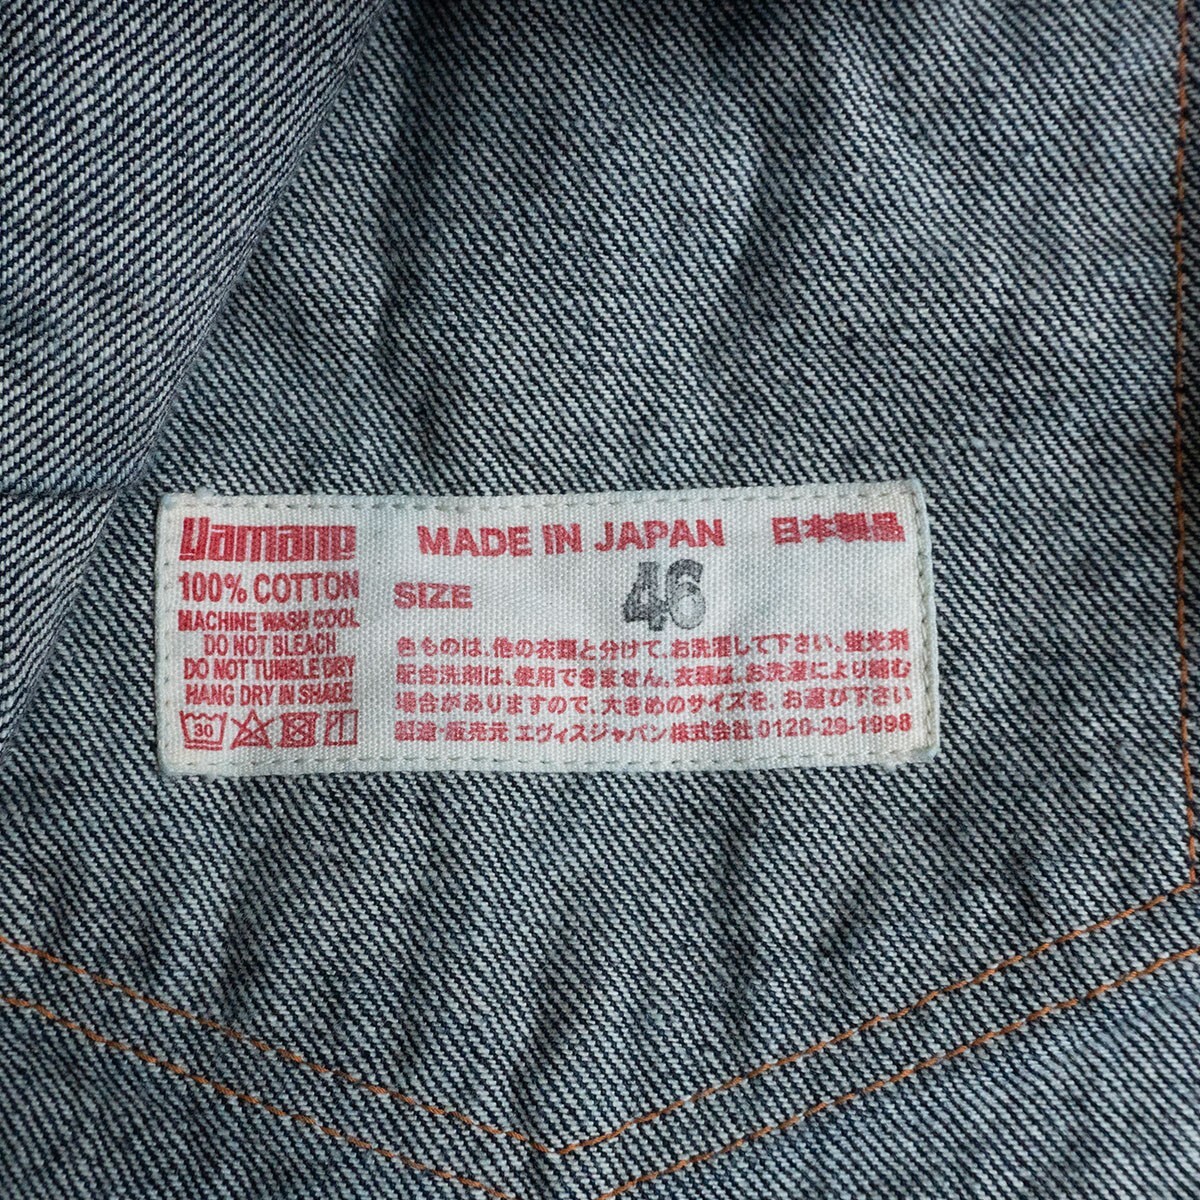 Yamane
100% COTTON
MACHINE WASH COOL
DO NOT BLEACH
DO NOT TUMBLE DRY
HANG DRY IN SHADE
30
MADE IN JAPAN 日本製品
SIZE 46
色ものは、他の衣類と分けて、お洗濯して下さい。蛍光剤
配合洗剤は、使用できません。衣類は、お洗濯により縮む
場合がありますので、大きめのサイズを、お選び下さい
製造・販売元 エヴィスジャパン株式会社 0120-29-1998